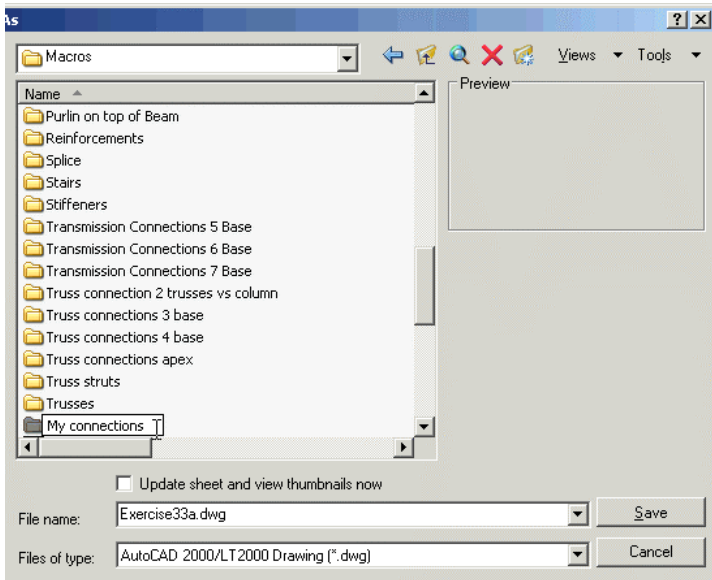 As
Macros
Views Tools
Name
Preview
Purlin on top of Beam
Reinforcements
Splice
Stairs
Stiffeners
Transmission Connections 5 Base
Transmission Connections 6 Base
Transmission Connections 7 Base
Truss connection 2 trusses vs column
Truss connections 3 base
Truss connections 4 base
Truss connections apex
Truss struts
Trusses
My connections
Update sheet and view thumbnails now
File name: Exercise33a.dwg Save
Files of type: AutoCAD 2000/LT2000 Drawing (*.dwg) Cancel